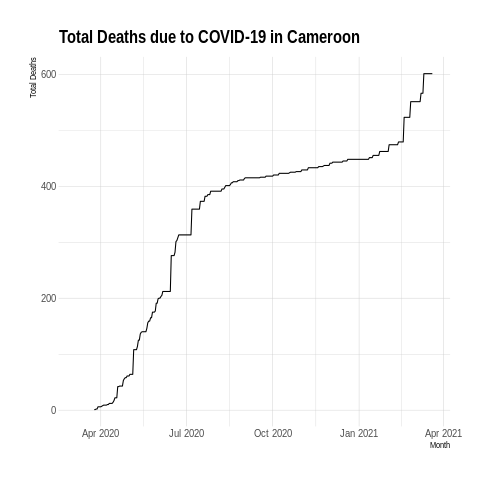 Total Deaths due to COVID-19 in Cameroon
Total Deaths
600
400
200
0
Apr 2020 Jul 2020 Oct 2020 Jan 2021 Apr 2021
Month